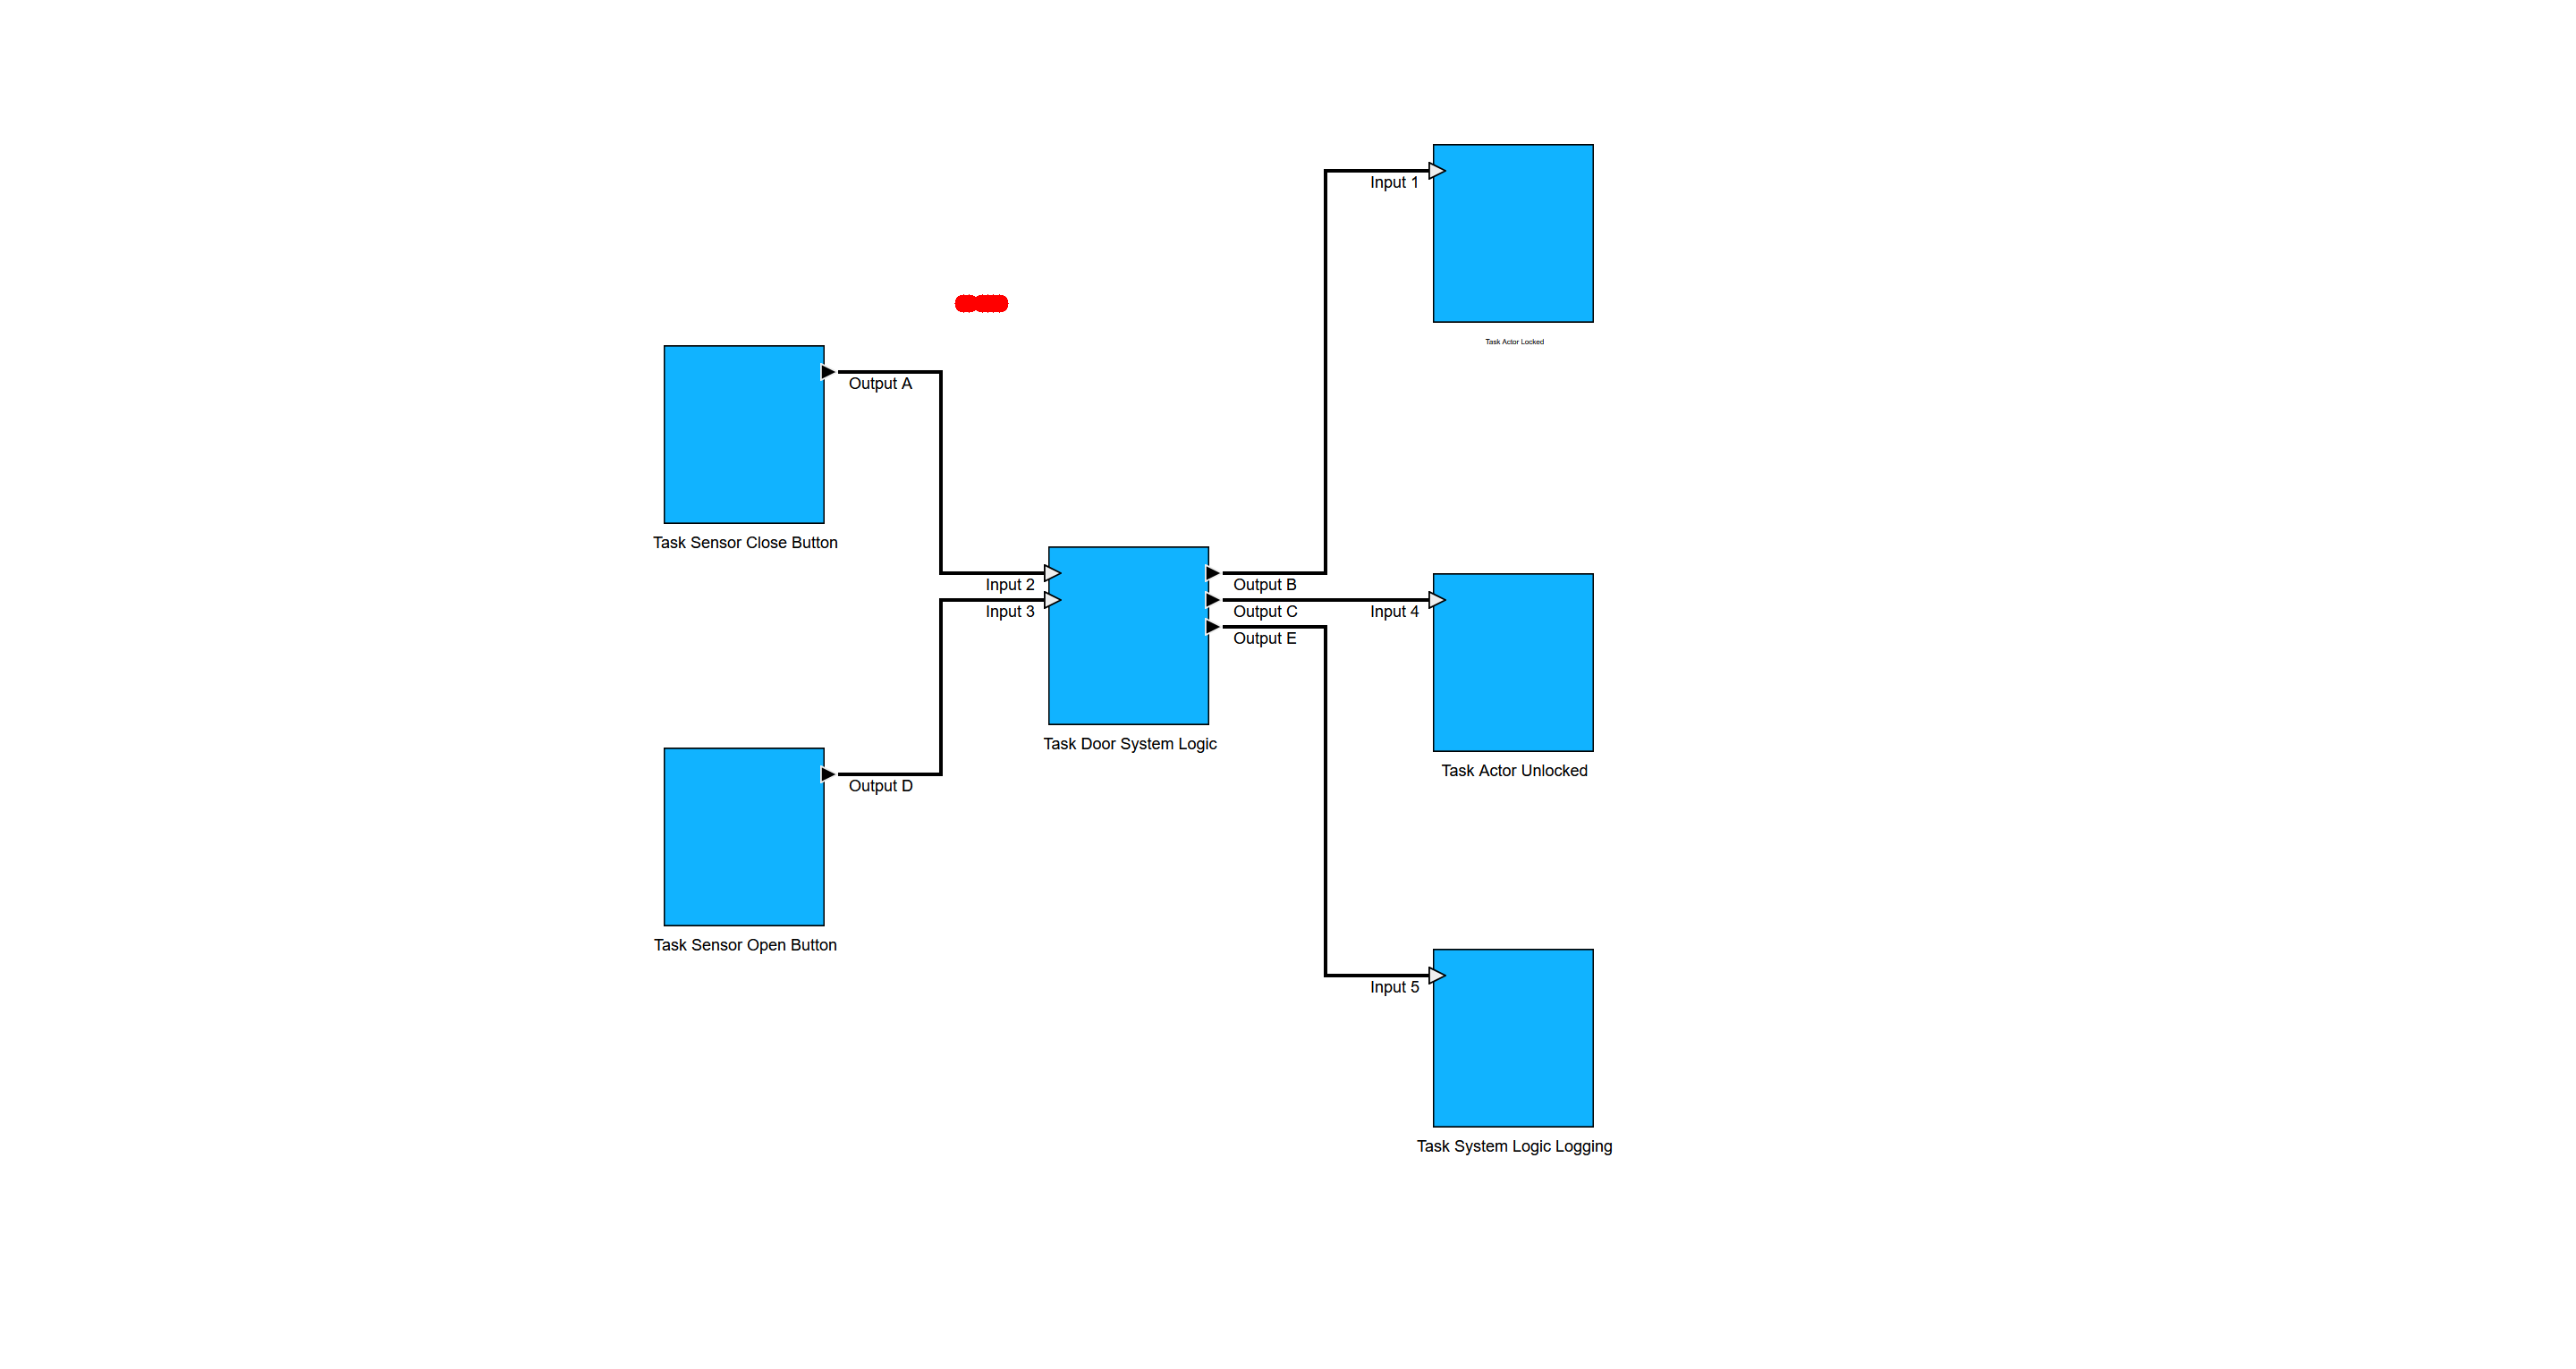 Input 1
Task Actor Locked
Output A
Task Sensor Close Button
Input 2
Input 3
Output B
Output C
Output E
Input 4
Task Door System Logic
Task Actor Unlocked
Output D
Task Sensor Open Button
Input 5
Task System Logic Logging